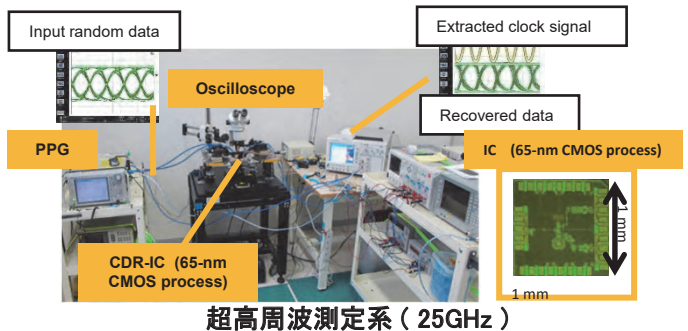 Input random data
Extracted clock signal
Oscilloscope
Recovered data
PPG
IC (65-nm CMOS process)
CDR-IC (65-nm
CMOS process)
1 mm
1 mm
超高周波測定系 ( 25GHz )